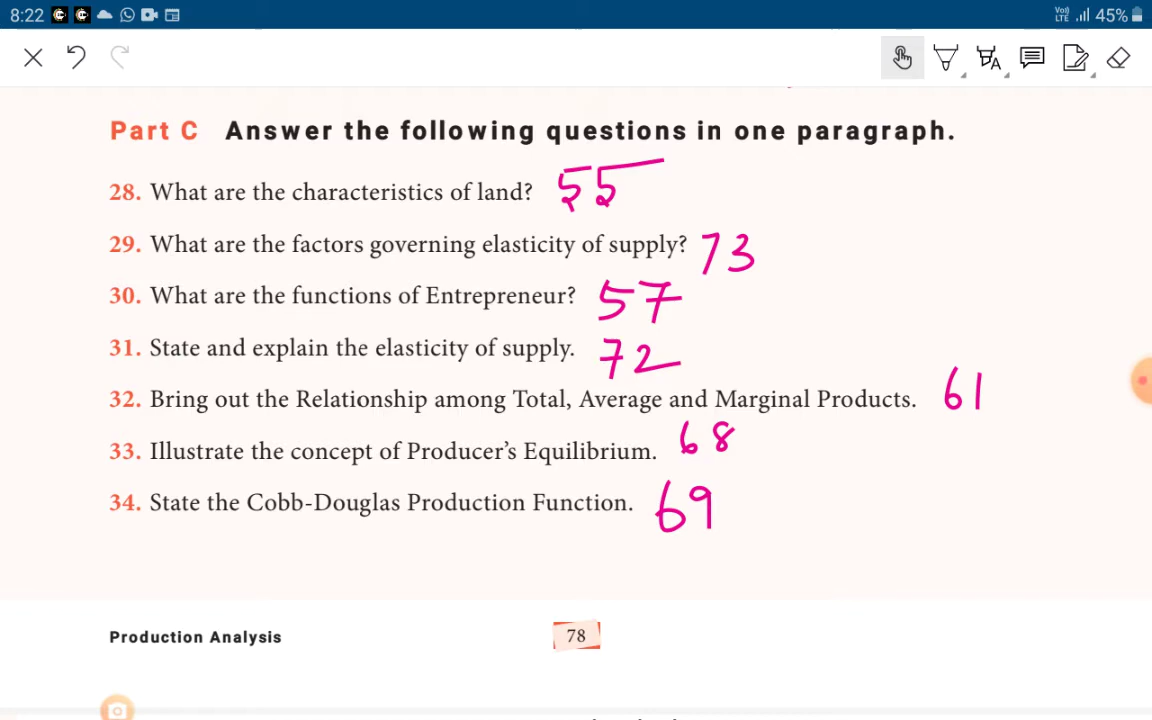 8:22
Vo) LTE 45%
Part C Answer the following questions in one paragraph.
28. What are the characteristics of land? 55
29. What are the factors governing elasticity of supply? 73
30. What are the functions of Entrepreneur? 57
31. State and explain the elasticity of supply. 72
32. Bring out the Relationship among Total, Average and Marginal Products. 61
33. Illustrate the concept of Producer's Equilibrium. 68
34. State the Cobb-Douglas Production Function. 69
Production Analysis 78